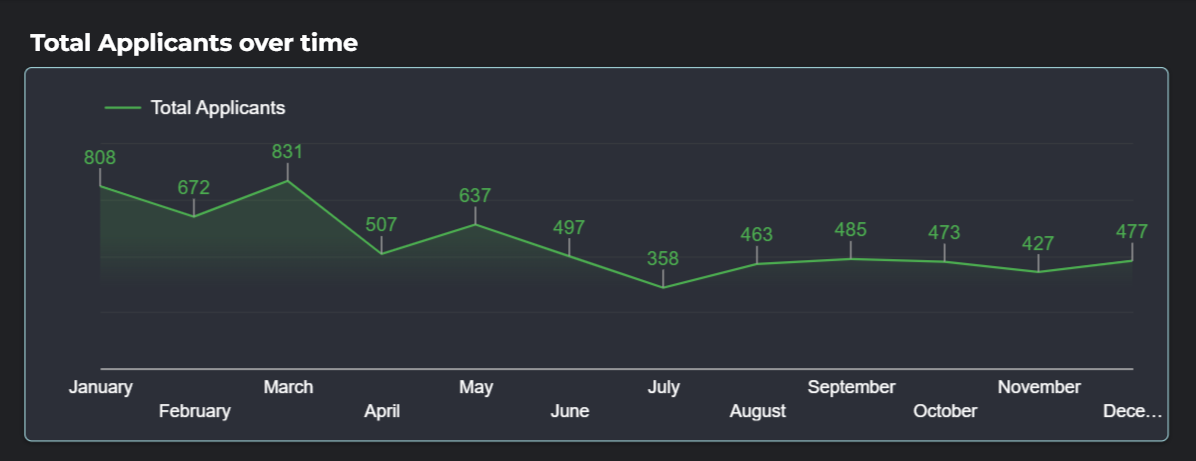 Total Applicants over time
Total Applicants
808
672
831
507
637
497
358
463
485
473
427
477
January
February
March
April
May
June
July
August
September
October
November
Dece...